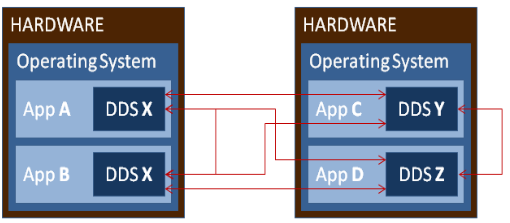 HARDWARE
Operating System
App A
DDS X
App B
DDS X
HARDWARE
Operating System
App C
DDS Y
App D
DDS Z